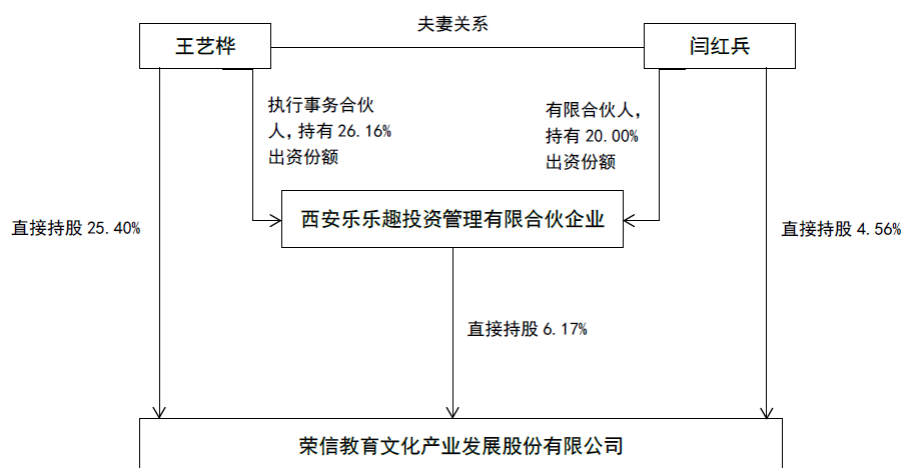 夫妻关系
王艺桦
闫红兵
执行事务合伙
人，持有 26.16%
出资份额
有限合伙人，
持有 20.00%
出资份额
西安乐乐趣投资管理有限合伙企业
直接持股 25.40%
直接持股 4.56%
直接持股 6.17%
荣信教育文化产业发展股份有限公司